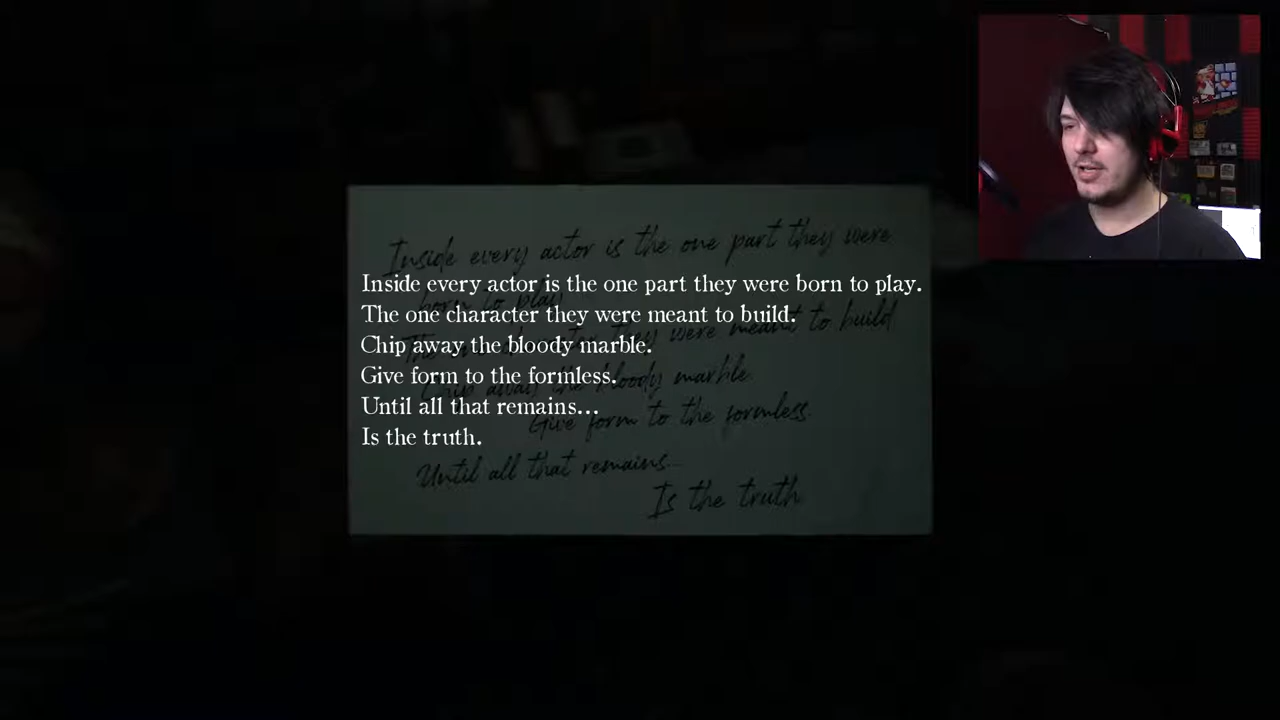 Inside every actor is the one part they were born to play.
The one character they were meant to build.
Chip away the bloody marble.
Give form to the formless.
Until all that remains...
Is the truth.
Inside every actor is the one part they were
born to play
The one character they were meant to build
Chip away the bloody marble
Give form to the formless.
Until all that remains...
Is the truth